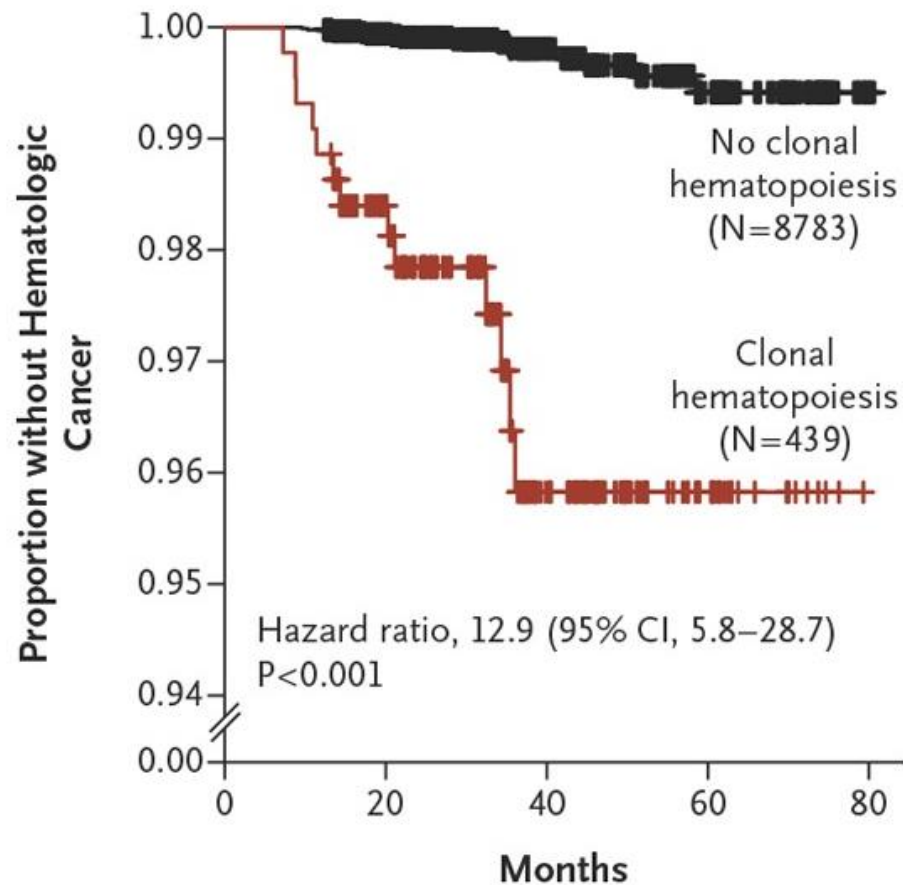 Proportion without Hematologic
Cancer
1.00
0.99
0.98
0.97
0.96
0.95
0.94
0.00
No clonal
hematopoiesis
(N=8783)
Clonal
hematopoiesis
(N=439)
Hazard ratio, 12.9 (95% CI, 5.8–28.7)
P<0.001
0
20
40
60
80
Months